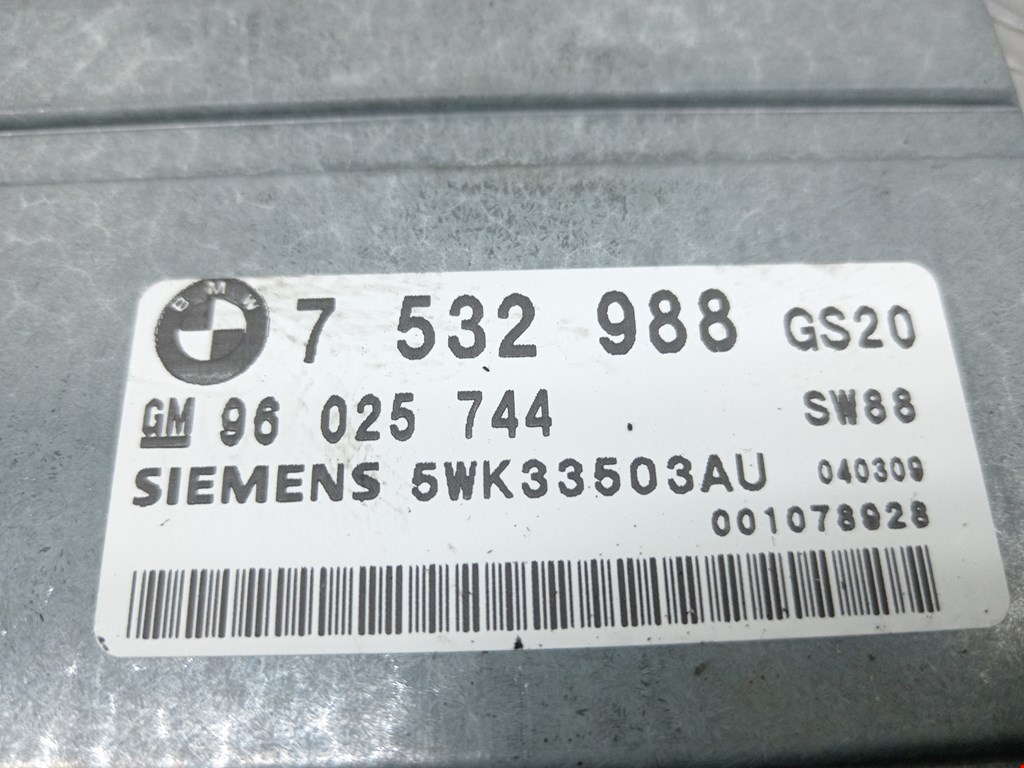 BMW 7 532 988 GS20
GM 96 025 744 SW88
SIEMENS 5WK33503AU 040309
001078928